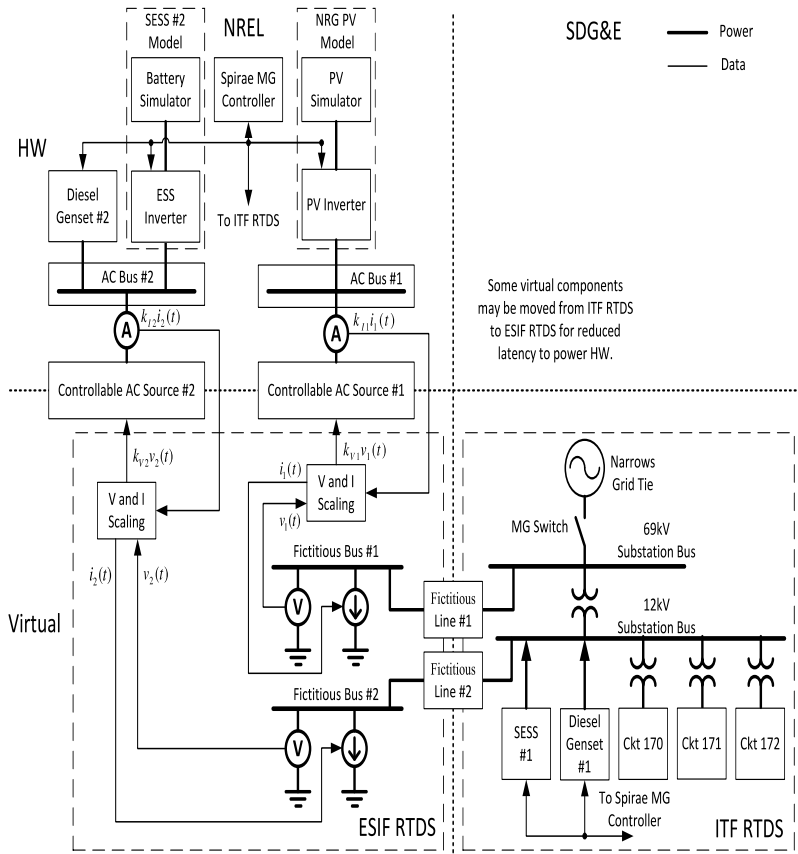 SESS #2
Model
NREL
NRG PV
Model
SDG&E
Power
Data
Battery
Simulator
Spirae MG
Controller
PV
Simulator
HW
Diesel
Genset #2
ESS
Inverter
To ITF RTDS
PV Inverter
AC Bus #2
AC Bus #1
Some virtual components
may be moved from ITF RTDS
to ESIF RTDS for reduced
latency to power HW.
A
k_{I2}i_2(t)
A
k_{I1}i_1(t)
Controllable AC Source #2
Controllable AC Source #1
k_{V2}v_2(t)
k_{V1}v_1(t)
i_1(t)
V and I
Scaling
v_1(t)
V and I
Scaling
Narrows
Grid Tie
MG Switch
69kV
Substation Bus
Fictitious Bus #1
i_2(t)
v_2(t)
V
Fictitious
Line #1
12kV
Substation Bus
Virtual
Fictitious
Line #2
Fictitious Bus #2
V
SESS
#1
Diesel
Genset
#1
Ckt 170
Ckt 171
Ckt 172
To Spirae MG
Controller
ESIF RTDS
ITF RTDS